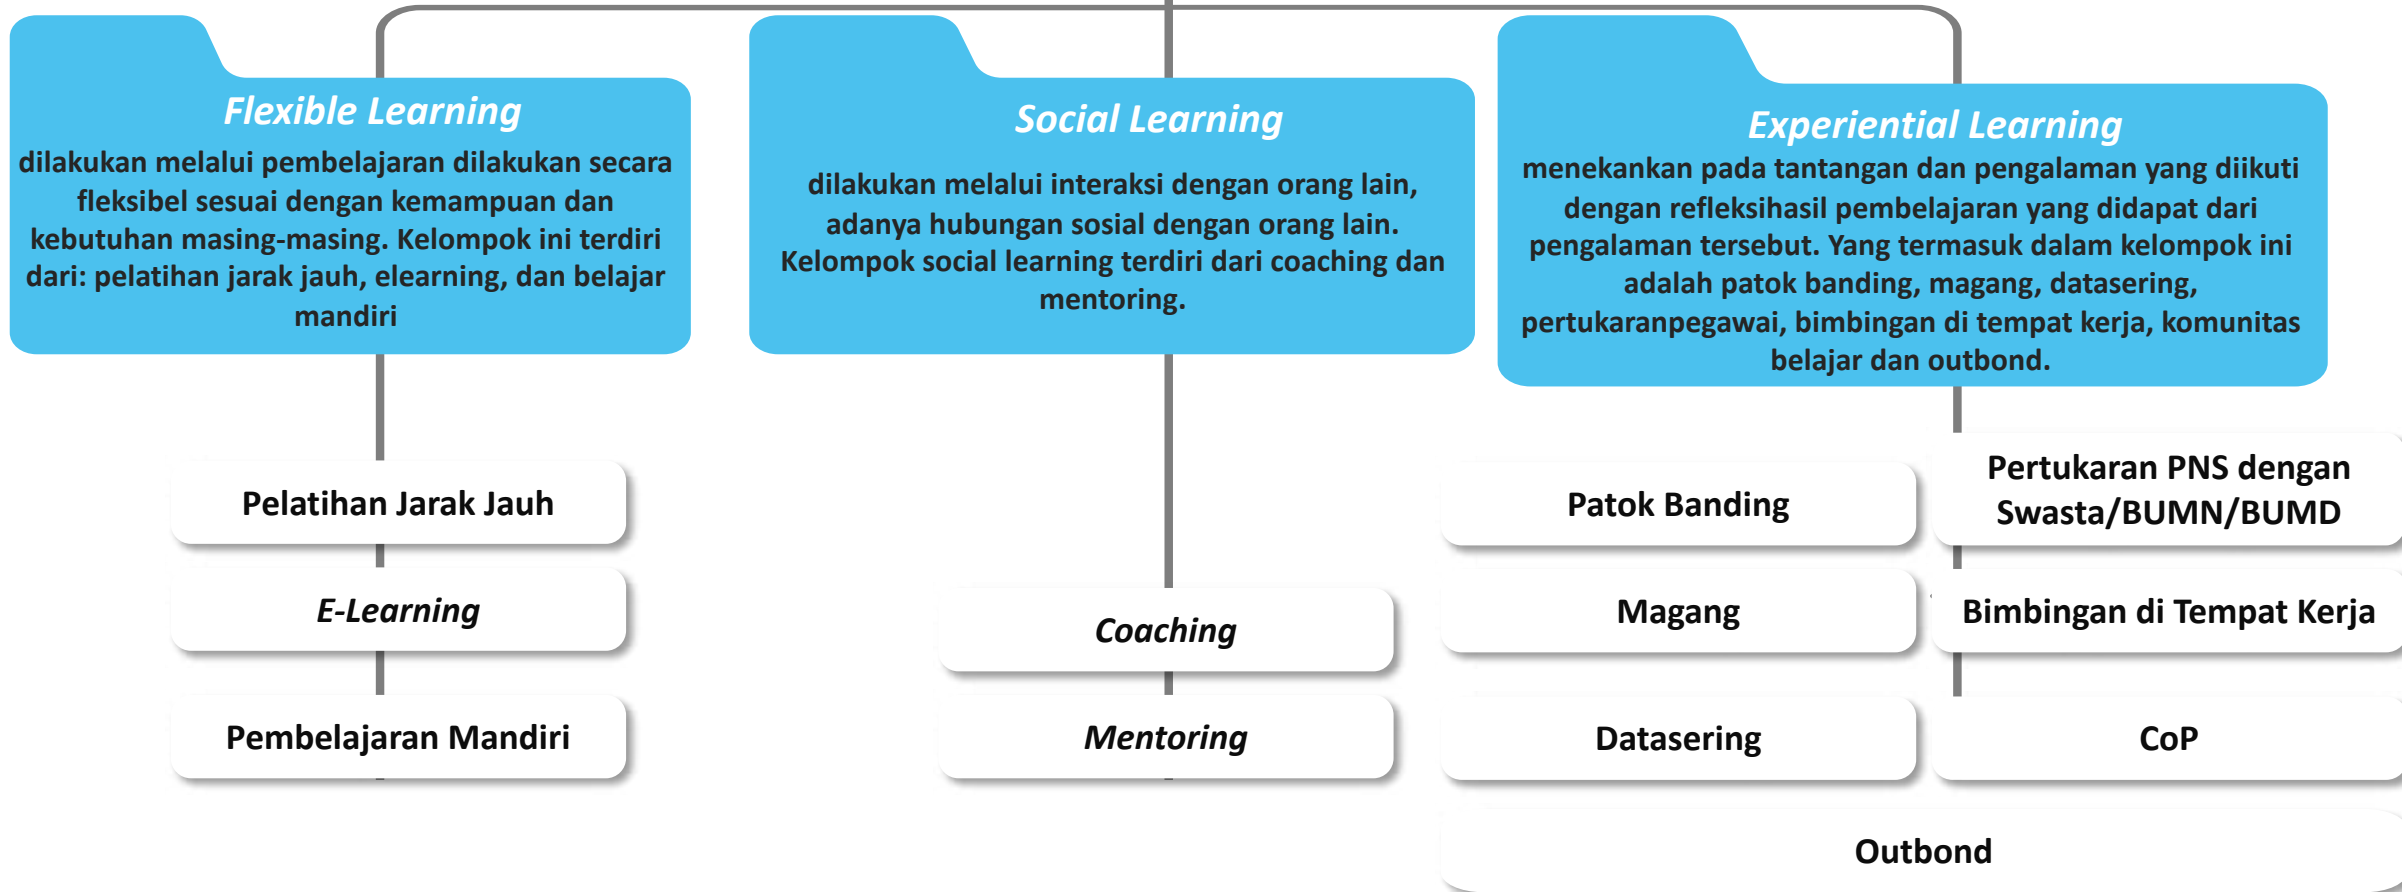 Flexible Learning
dilakukan melalui pembelajaran dilakukan secara
fleksibel sesuai dengan kemampuan dan
kebutuhan masing-masing. Kelompok ini terdiri
dari: pelatihan jarak jauh, elearning, dan belajar
mandiri
Pelatihan Jarak Jauh
E-Learning
Pembelajaran Mandiri
Social Learning
dilakukan melalui interaksi dengan orang lain,
adanya hubungan sosial dengan orang lain.
Kelompok social learning terdiri dari coaching dan
mentoring.
Coaching
Mentoring
Experiential Learning
menekankan pada tantangan dan pengalaman yang diikuti
dengan refleksihasil pembelajaran yang didapat dari
pengalaman tersebut. Yang termasuk dalam kelompok ini
adalah patok banding, magang, datasering,
pertukaranpegawai, bimbingan di tempat kerja, komunitas
belajar dan outbond.
Patok Banding
Pertukaran PNS dengan
Swasta/BUMN/BUMD
Magang
Bimbingan di Tempat Kerja
Datasering
CoP
Outbond